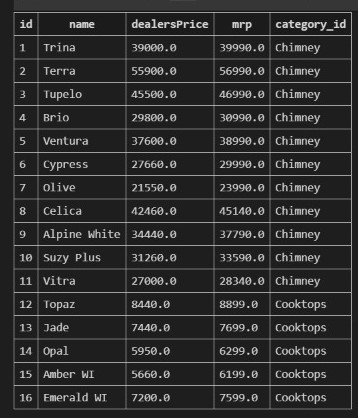 id name dealersPrice mrp category_id
1 Trina 39000.0 39990.0 Chimney
2 Terra 55900.0 56990.0 Chimney
3 Tupelo 45500.0 46990.0 Chimney
4 Brio 29800.0 30990.0 Chimney
5 Ventura 37600.0 38990.0 Chimney
6 Cypress 27660.0 29990.0 Chimney
7 Olive 21550.0 23990.0 Chimney
8 Celica 42460.0 45140.0 Chimney
9 Alpine White 34440.0 37790.0 Chimney
10 Suzy Plus 31260.0 33590.0 Chimney
11 Vitra 27000.0 28340.0 Chimney
12 Topaz 8440.0 8899.0 Cooktops
13 Jade 7440.0 7699.0 Cooktops
14 Opal 5950.0 6299.0 Cooktops
15 Amber WI 5660.0 6199.0 Cooktops
16 Emerald WI 7200.0 7599.0 Cooktops